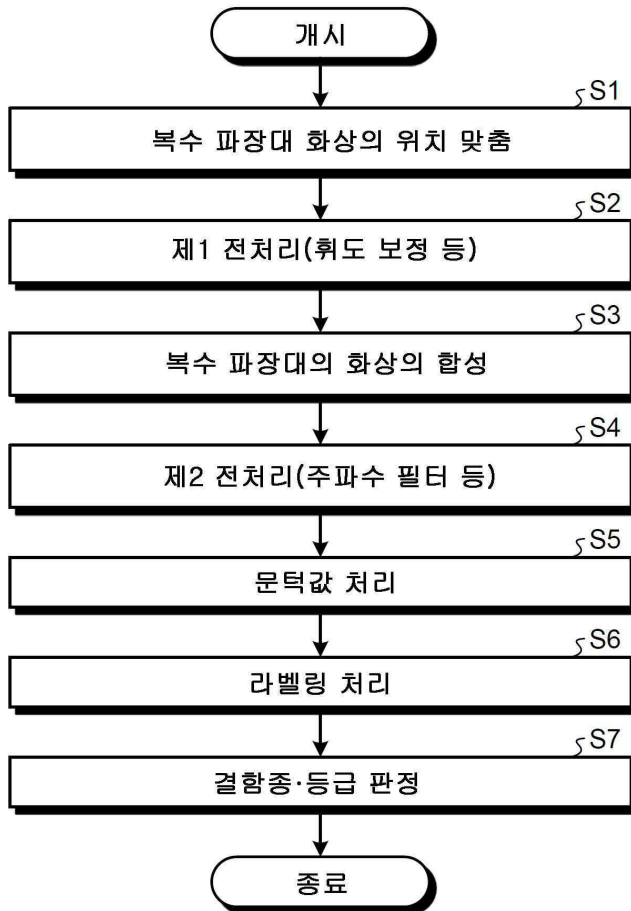 개시
S1
복수 파장대 화상의 위치 맞춤
S2
제1 전처리(휘도 보정 등)
S3
복수 파장대의 화상의 합성
S4
제2 전처리(주파수 필터 등)
S5
문턱값 처리
S6
라벨링 처리
S7
결함종·등급 판정
종료